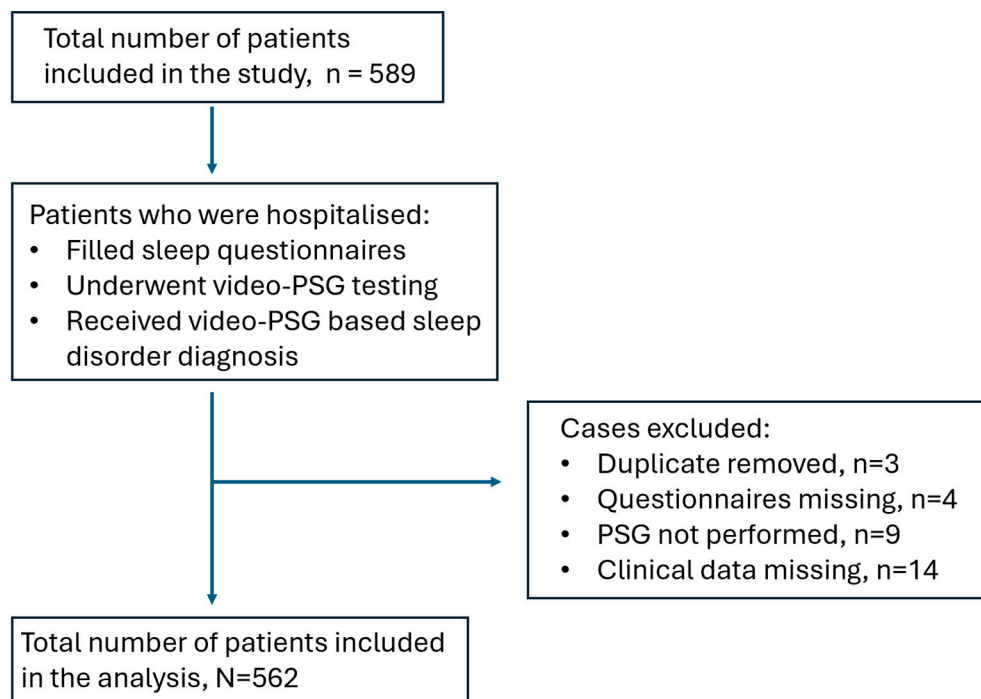 Total number of patients
included in the study,  n = 589
Patients who were hospitalised:
• Filled sleep questionnaires
• Underwent video-PSG testing
• Received video-PSG based sleep
disorder diagnosis
Cases excluded:
• Duplicate removed, n=3
• Questionnaires missing, n=4
• PSG not performed, n=9
• Clinical data missing, n=14
Total number of patients included
in the analysis, N=562